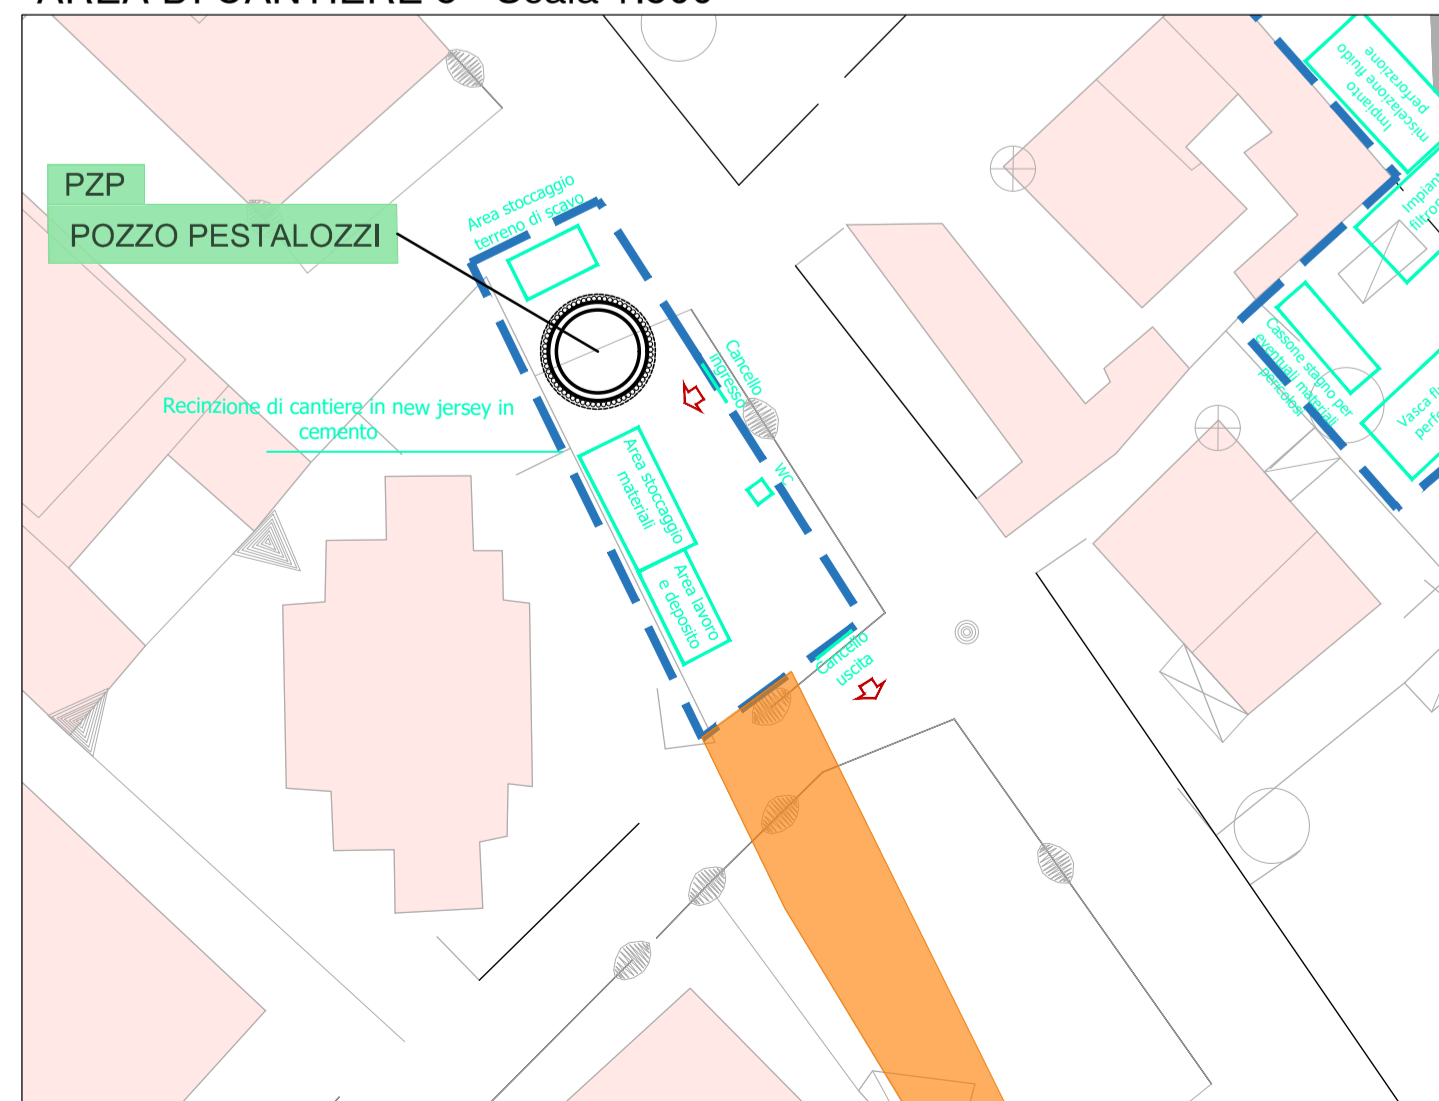 PZP
POZZO PESTALOZZI
Area stoccaggio
terreno di scavo
Recinzione di cantiere in new jersey in
cemento
Cancello
ingresso
WC
Area stoccaggio
materiali
Area lavoro
e deposito
Cancello
uscita
Impianto
miscelazione fluido
perforazione
Cassone stagno per
eventuali materiali
pericolosi
Vasca